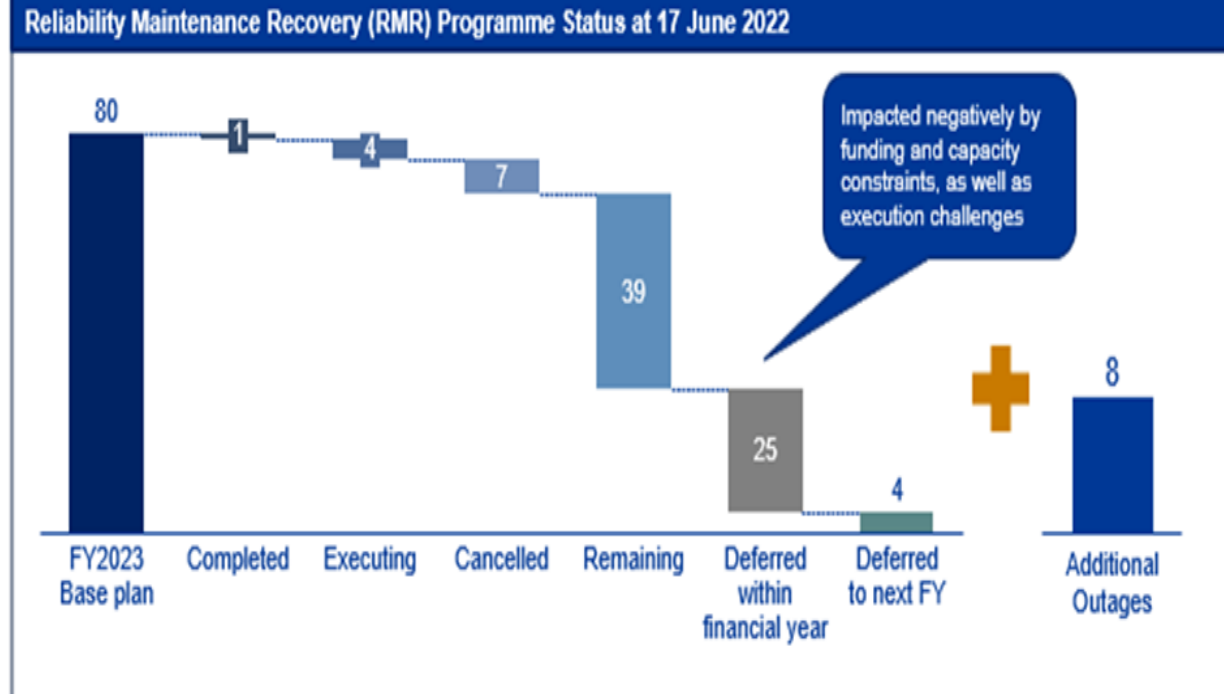 Reliability Maintenance Recovery (RMR) Programme Status at 17 June 2022
80
1
4
7
39
25
4
8
Impacted negatively by
funding and capacity
constraints, as well as
execution challenges
FY2023
Base plan
Completed
Executing
Cancelled
Remaining
Deferred
within
financial year
Deferred
to next FY
Additional
Outages